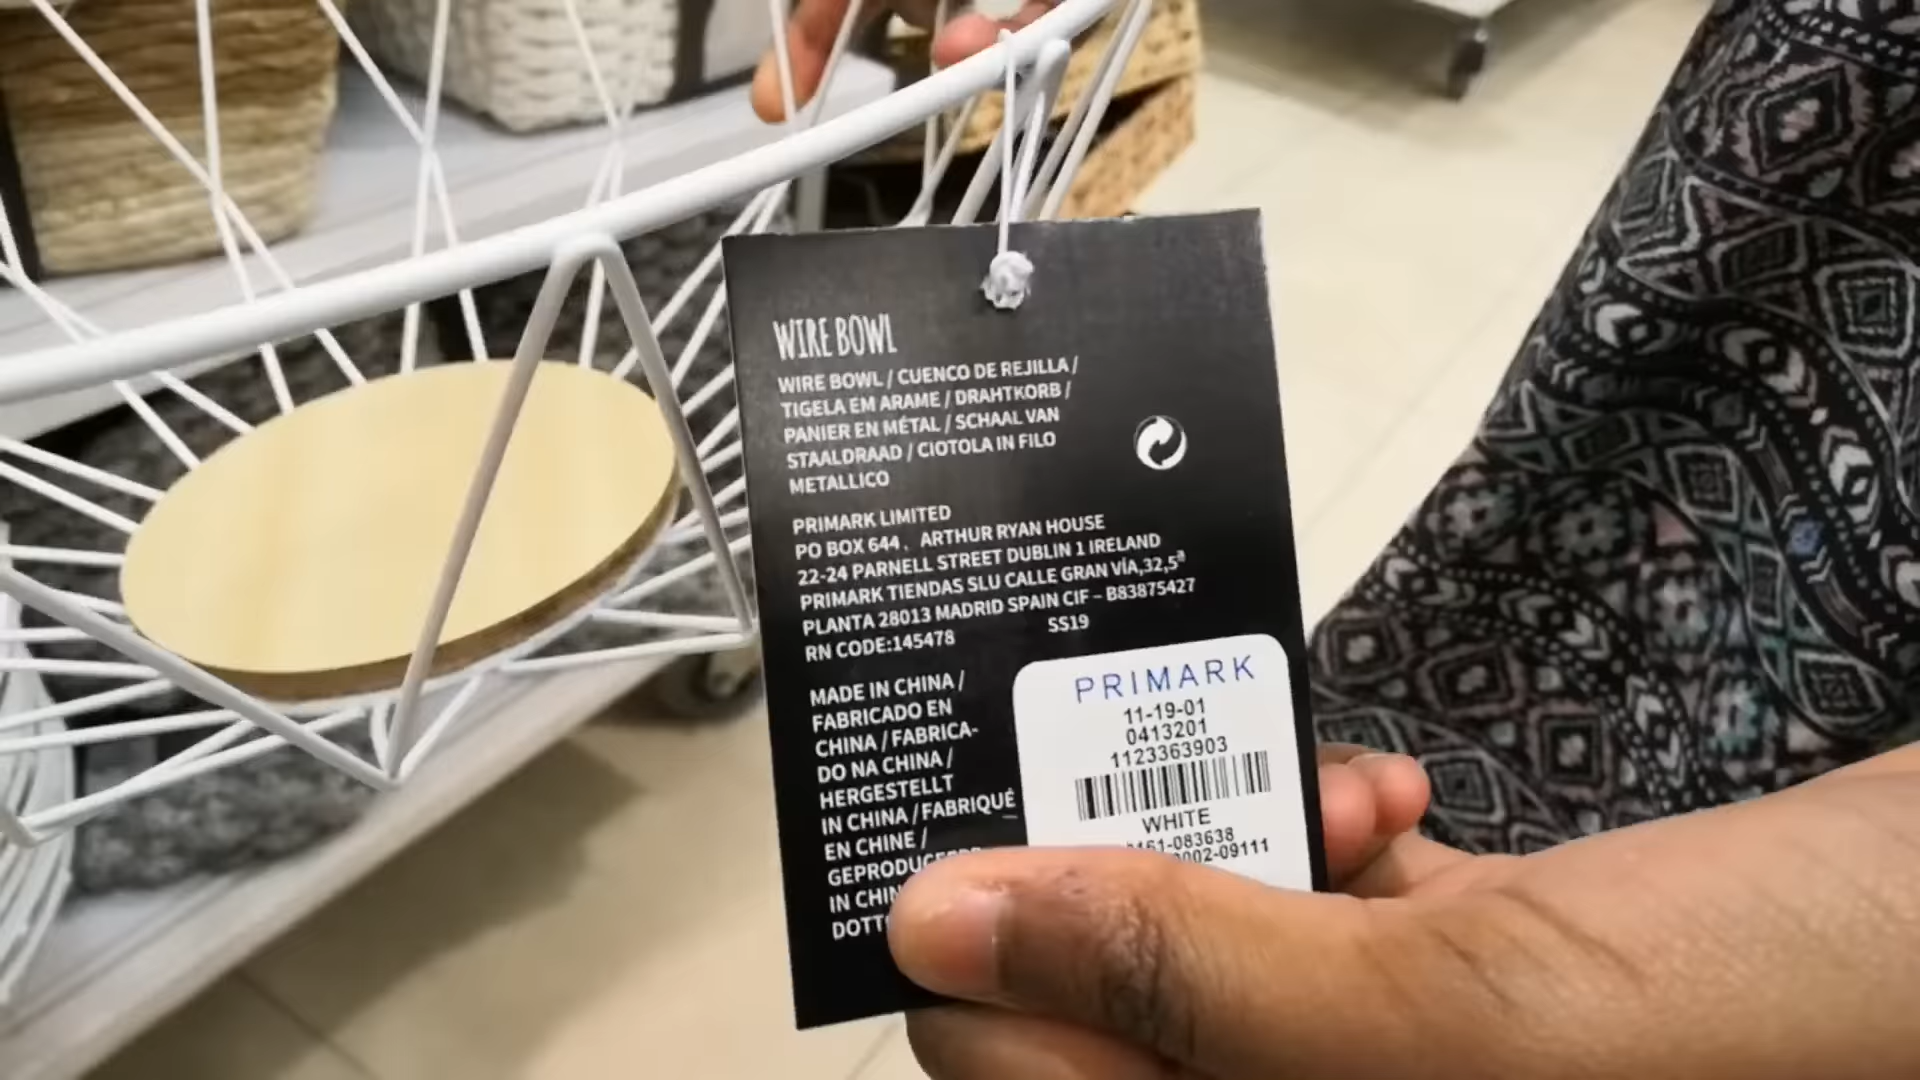 WIRE BOWL
WIRE BOWL / CUENCO DE REJILLA /
TIGELA EM ARAME / DRAHTKORB /
PANIER EN MÉTAL / SCHAAL VAN
STAALDRAAD / CIOTOLA IN FILO
METALLICO
PRIMARK LIMITED
PO BOX 644, ARTHUR RYAN HOUSE
22-24 PARNELL STREET DUBLIN 1 IRELAND
PRIMARK TIENDAS SLU CALLE GRAN VÍA,32,5ª
PLANTA 28013 MADRID SPAIN CIF – B83875427
RN CODE:145478 SS19
MADE IN CHINA /
FABRICADO EN
CHINA / FABRICA-
DO NA CHINA /
HERGESTELLT
IN CHINA / FABRIQUÉ
EN CHINE /
IN
PRIMARK
11-19-01
0413201
1123363903
WHITE